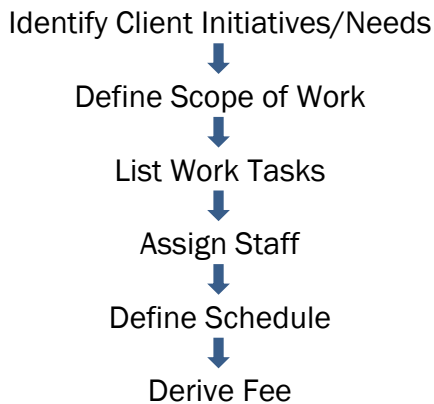 Identify Client Initiatives/Needs
Define Scope of Work
List Work Tasks
Assign Staff
Define Schedule
Derive Fee